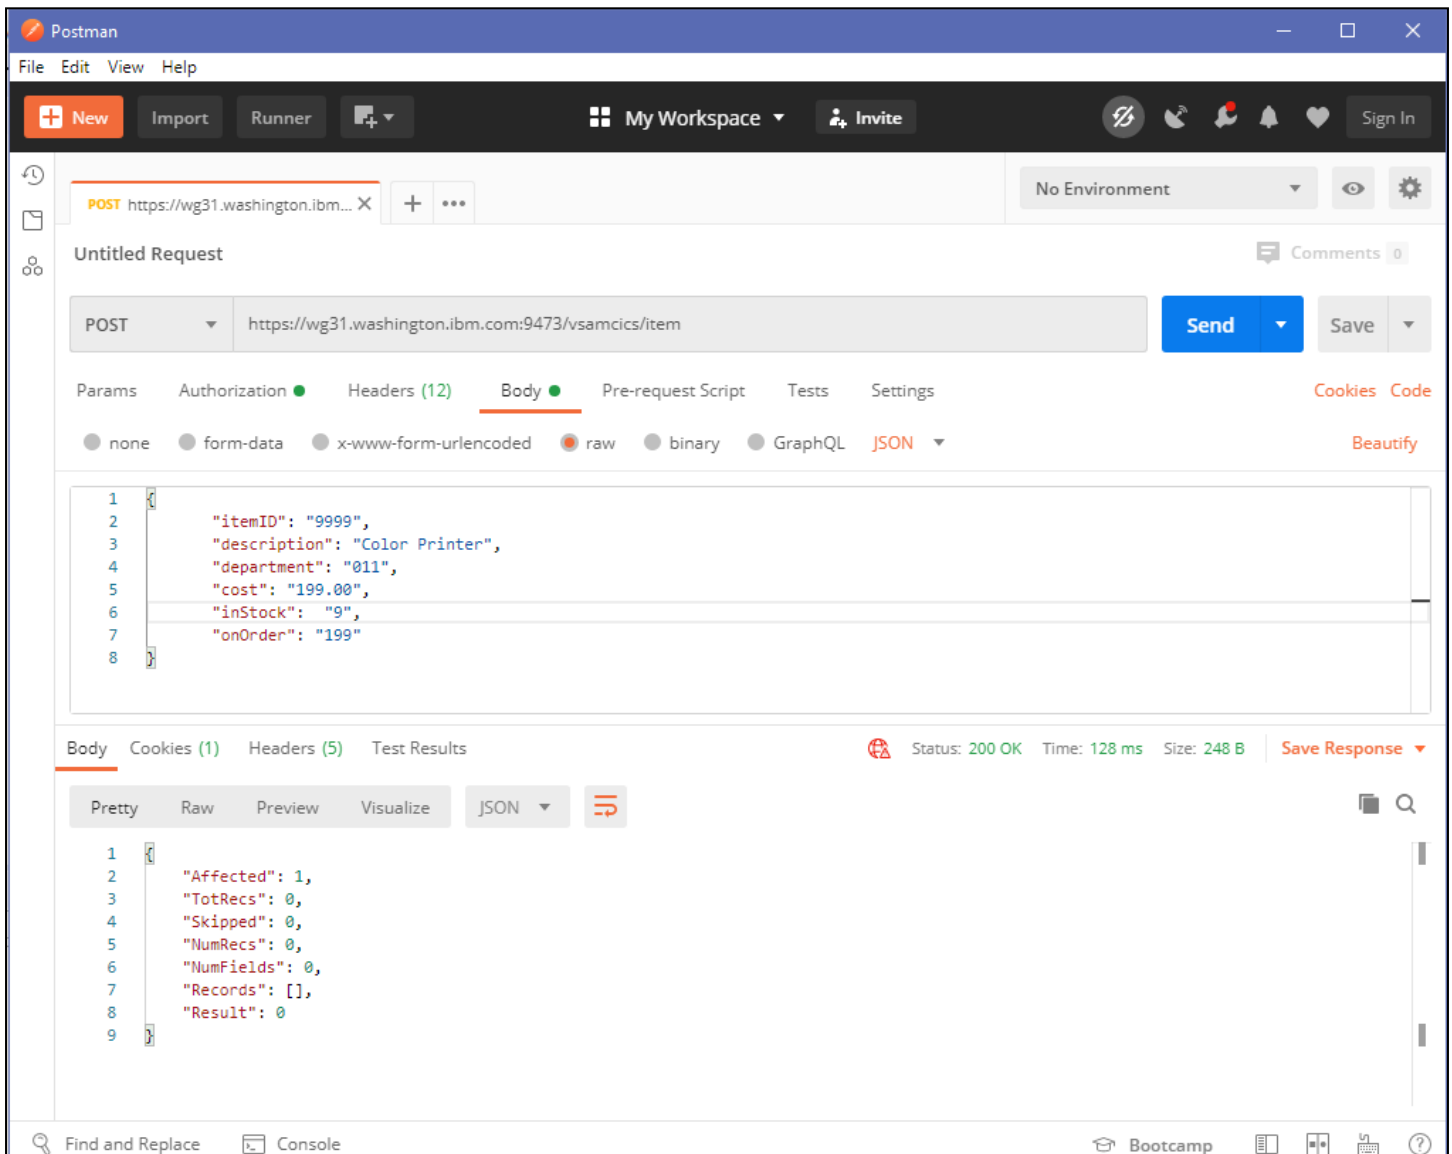 Postman
File Edit View Help
New Import Runner My Workspace Invite Sign In
POST https://wg31.washington.ibm... No Environment
Untitled Request Comments 0
POST https://wg31.washington.ibm.com:9473/vsamcics/item Send Save
Params Authorization Headers (12) Body Pre-request Script Tests Settings Cookies Code
none form-data x-www-form-urlencoded raw binary GraphQL JSON Beautify
1 {
2 "itemID": "9999",
3 "description": "Color Printer",
4 "department": "011",
5 "cost": "199.00",
6 "inStock":  "9",
7 "onOrder": "199"
8 }
Body Cookies (1) Headers (5) Test Results Status: 200 OK Time: 128 ms Size: 248 B Save Response
Pretty Raw Preview Visualize JSON
1 {
2 "Affected": 1,
3 "TotRecs": 0,
4 "Skipped": 0,
5 "NumRecs": 0,
6 "NumFields": 0,
7 "Records": [],
8 "Result": 0
9 }
Find and Replace Console Bootcamp